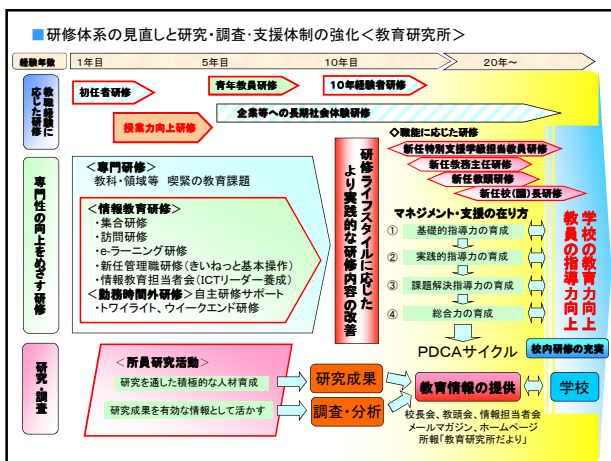 ■研修体系の見直しと研究・調査・支援体制の強化＜教育研究所＞
経験年数
1年目
5年目
10年目
20年～
教職経験に応じた研修
初任者研修
青年教員研修
10年経験者研修
企業等への長期社会体験研修
授業力向上研修
◇職能に応じた研修
新任特別支援学級担当教員研修
新任教務主任研修
新任教頭研修
新任校(園)長研修
専門性の向上をめざす研修
＜専門研修＞
教科・領域等 喫緊の教育課題
＜情報教育研修＞
・集合研修
・訪問研修
・e-ラーニング研修
・新任管理職研修(きいねっと基本操作)
・情報教育担当者会(ICTリーダー養成)
＜勤務時間外研修＞自主研修サポート
・トワイライト、ウイークエンド研修
研修ライフスタイルに応じた
より実践的な研修内容の改善
マネジメント・支援の在り方
① 基礎的指導力の育成
② 実践的指導力の育成
③ 課題解決指導力の育成
④ 総合力の育成
PDCAサイクル
学校の教育力向上
教員の指導力向上
校内研修の充実
研究・調査
＜所員研究活動＞
研究を通した積極的な人材育成
研究成果を有効な情報として活かす
研究成果
調査・分析
教育情報の提供
学校
校長会、教頭会、情報担当者会
メールマガジン、ホームページ
所報「教育研究所だより」